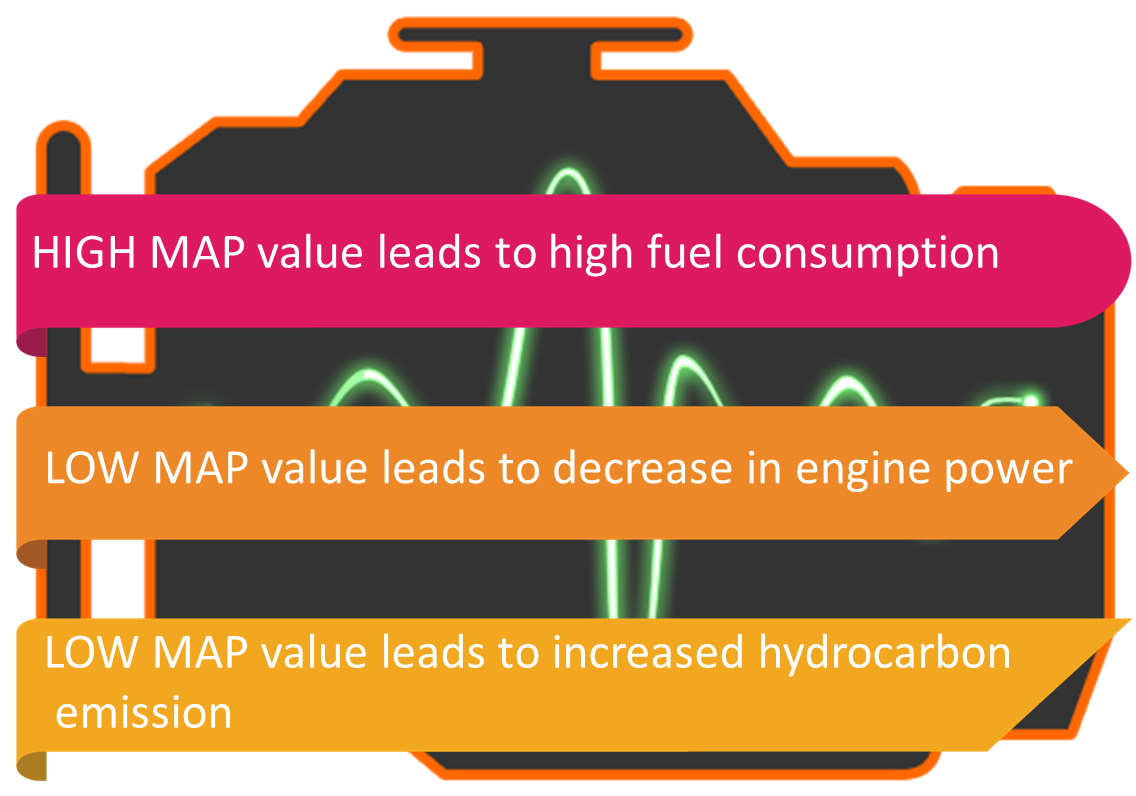 HIGH MAP value leads to high fuel consumption
LOW MAP value leads to decrease in engine power
LOW MAP value leads to increased hydrocarbon
emission